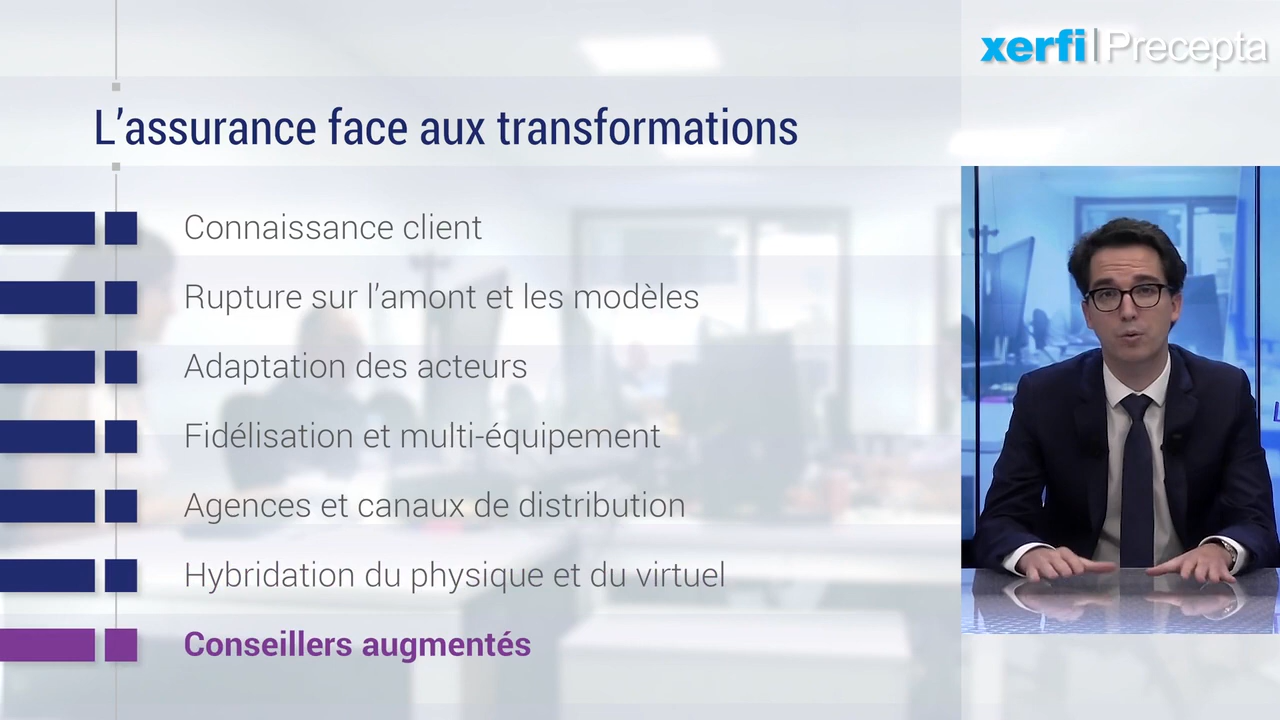 xerfi|Precepta
L’assurance face aux transformations
Connaissance client
Rupture sur l’amont et les modèles
Adaptation des acteurs
Fidélisation et multi-équipement
Agences et canaux de distribution
Hybridation du physique et du virtuel
Conseillers augmentés